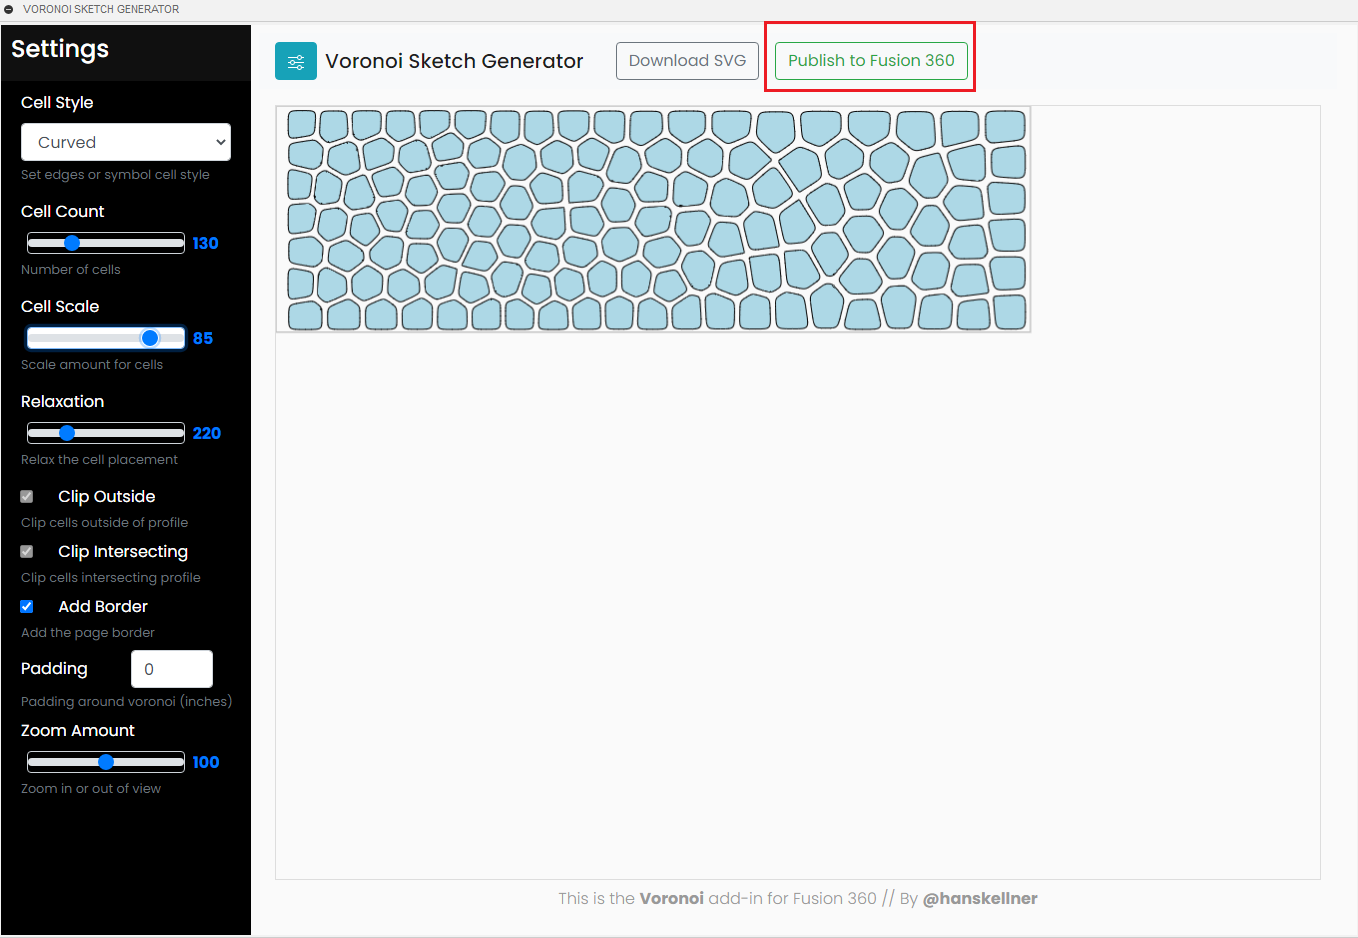 VORONOI SKETCH GENERATOR
Settings
Voronoi Sketch Generator
Download SVG
Publish to Fusion 360
Cell Style
Curved
Set edges or symbol cell style
Cell Count
130
Number of cells
Cell Scale
85
Scale amount for cells
Relaxation
220
Relax the cell placement
Clip Outside
Clip cells outside of profile
Clip Intersecting
Clip cells intersecting profile
Add Border
Add the page border
Padding 0
Padding around voronoi (inches)
Zoom Amount
100
Zoom in or out of view
This is the Voronoi add-in for Fusion 360 // By @hanskellner